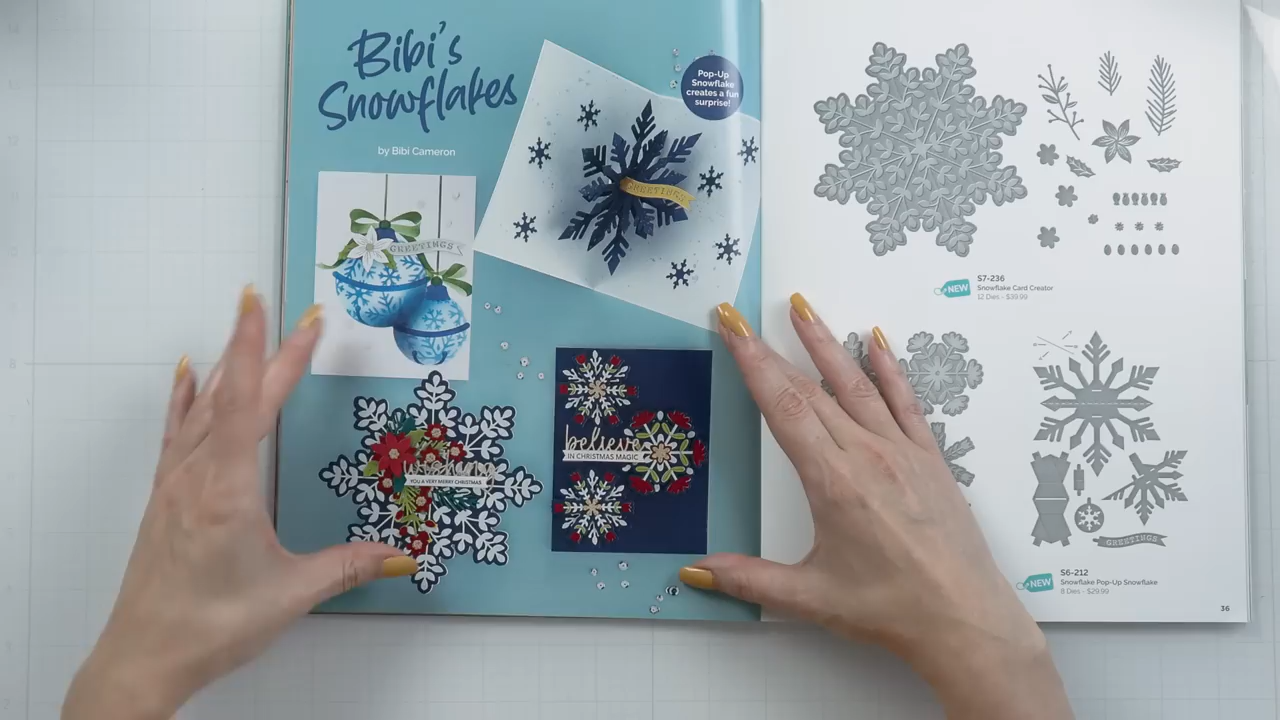 Bibi's
Snowflakes
by Bibi Cameron
Pop-Up
Snowflake
creates a fun
surprise!
GREETINGS
GREETINGS
believe
IN CHRISTMAS MAGIC
wishing
YOU A VERY MERRY CHRISTMAS
NEW
S7-236
Snowflake Card Creator
12 Dies - $39.99
GREETINGS
NEW
S6-212
Snowflake Pop-Up Snowflake
8 Dies - $29.99
36